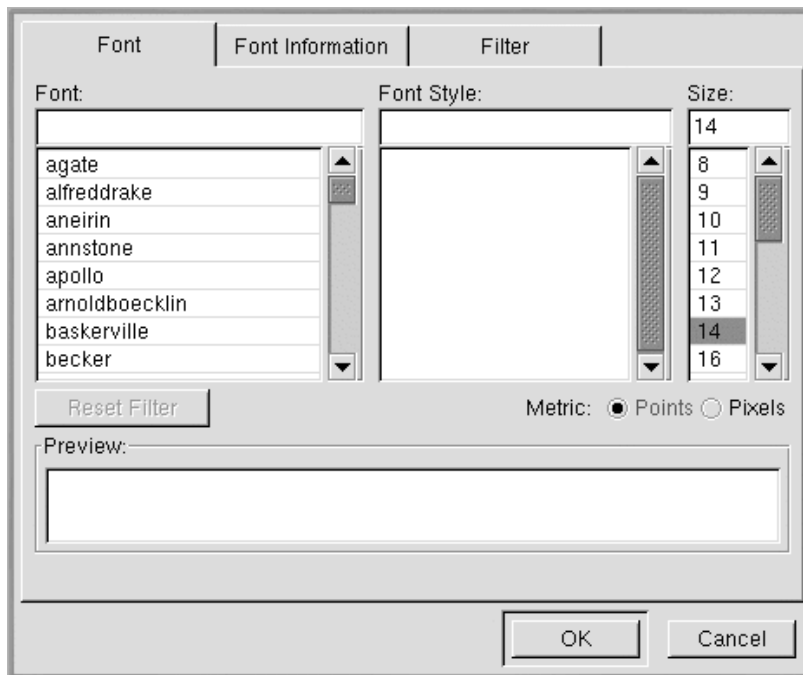 Font Font Information Filter
Font: Font Style: Size:
14
agate 8
alfreddrake 9
aneirin 10
annstone 11
apollo 12
arnoldboecklin 13
baskerville 14
becker 16
Reset Filter Metric: Points Pixels
Preview:
OK Cancel